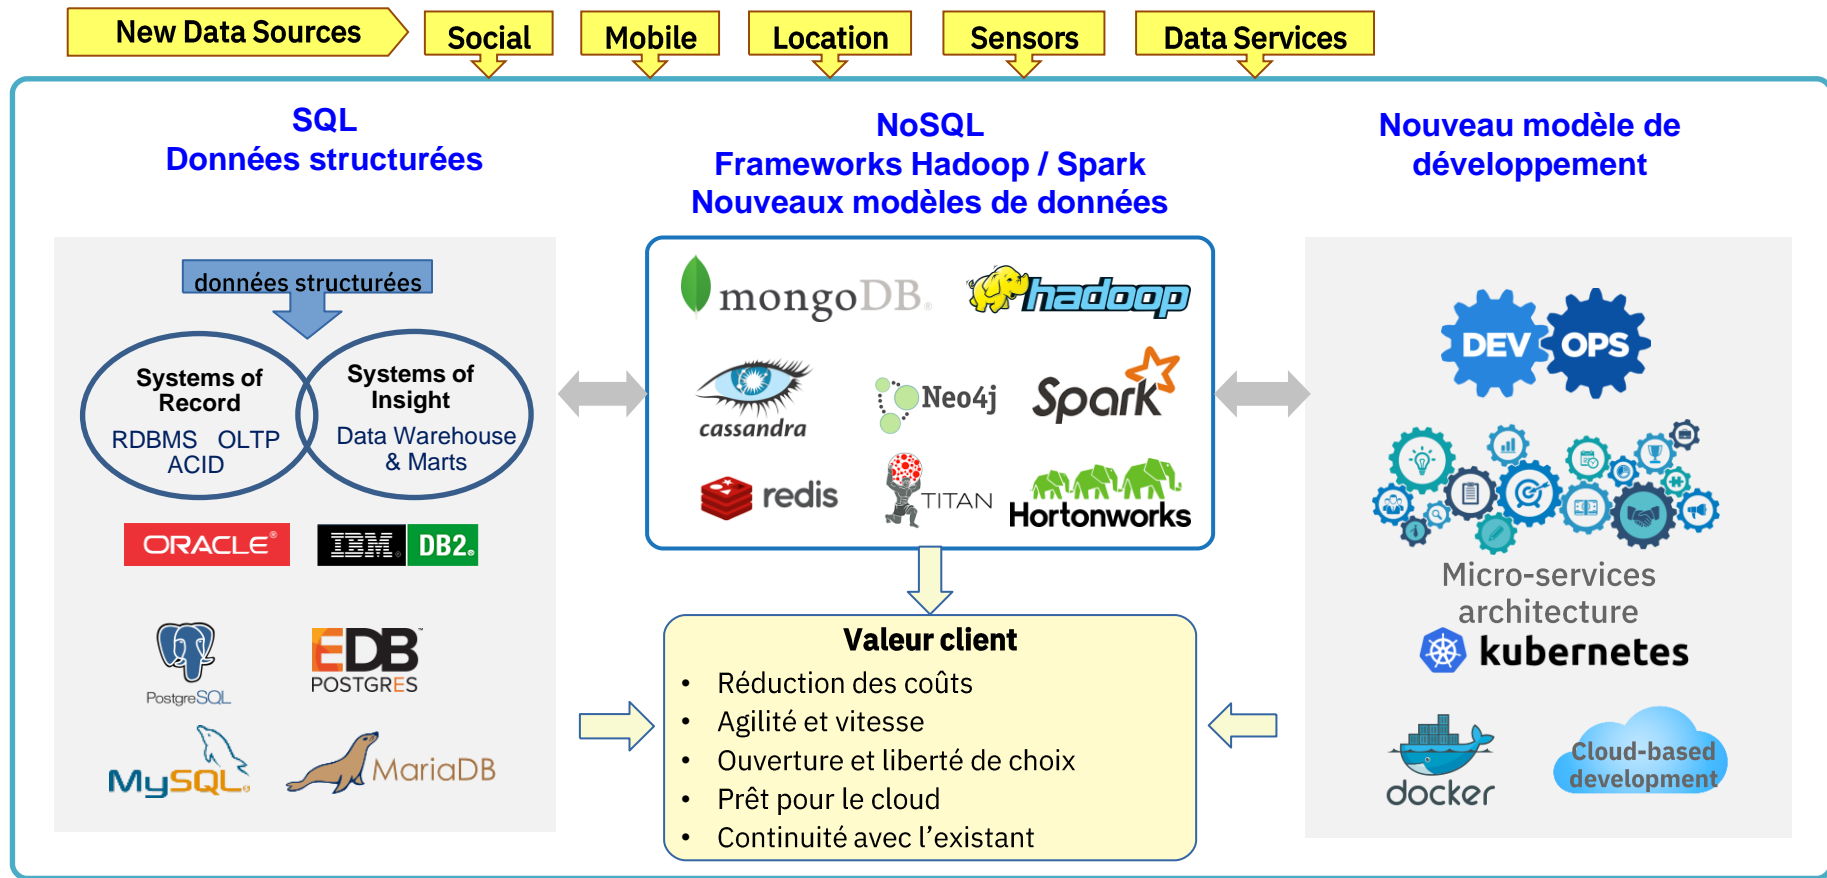 New Data Sources
Social
Mobile
Location
Sensors
Data Services
SQL
Données structurées
données structurées
Systems of
Record
RDBMS OLTP
ACID
Systems of
Insight
Data Warehouse
& Marts
ORACLE®
IBM® DB2®
PostgreSQL
EDB™
POSTGRES
MySQL®
MariaDB
NoSQL
Frameworks Hadoop / Spark
Nouveaux modèles de données
mongoDB®
hadoop
cassandra
Neo4j
Spark
redis
TITAN
Hortonworks
Valeur client
• Réduction des coûts
• Agilité et vitesse
• Ouverture et liberté de choix
• Prêt pour le cloud
• Continuité avec l’existant
Nouveau modèle de
développement
DEV OPS
Micro-services
architecture
kubernetes
docker
Cloud-based
development